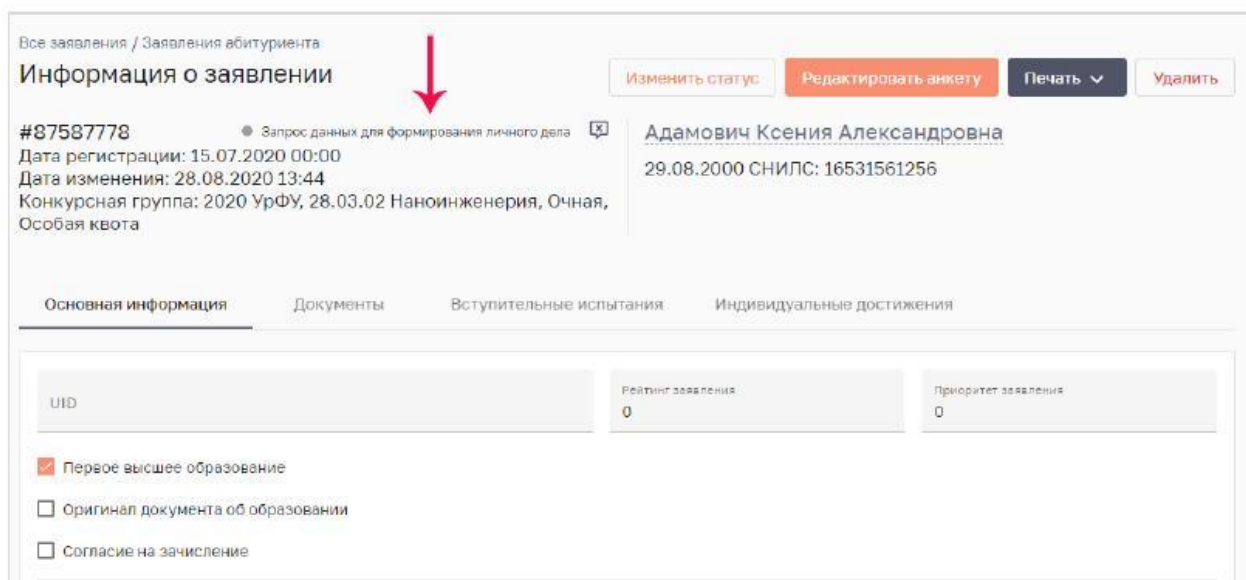 Все заявления / Заявления абитуриента
Информация о заявлении
Изменить статус
Редактировать анкету
Печать
Удалить
#87587778
Запрос данных для формирования личного дела
Дата регистрации: 15.07.2020 00:00
Дата изменения: 28.08.2020 13:44
Конкурсная группа: 2020 УрФУ, 28.03.02 Наноинженерия, Очная,
Особая квота
Адамович Ксения Александровна
29.08.2000 СНИЛС: 16531561256
Основная информация
Документы
Вступительные испытания
Индивидуальные достижения
UID
Рейтинг заявления
0
Приоритет заявления
0
Первое высшее образование
Оригинал документа об образовании
Согласие на зачисление